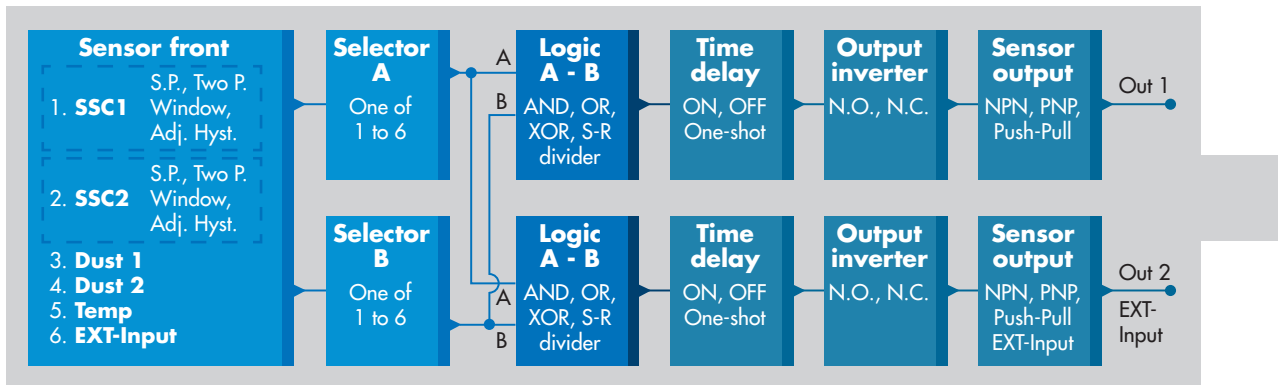 Sensor front
1. SSC1
S.P., Two P.
Window,
Adj. Hyst.
2. SSC2
S.P., Two P.
Window,
Adj. Hyst.
3. Dust 1
4. Dust 2
5. Temp
6. EXT-Input
Selector
A
One of
1 to 6
A
B
Logic
A - B
AND, OR,
XOR, S-R
divider
Time
delay
ON, OFF
One-shot
Output
inverter
N.O., N.C.
Sensor
output
NPN, PNP,
Push-Pull
Out 1
Selector
B
One of
1 to 6
A
B
Logic
A - B
AND, OR,
XOR, S-R
divider
Time
delay
ON, OFF
One-shot
Output
inverter
N.O., N.C.
Sensor
output
NPN, PNP,
Push-Pull
EXT-Input
Out 2
EXT-
Input